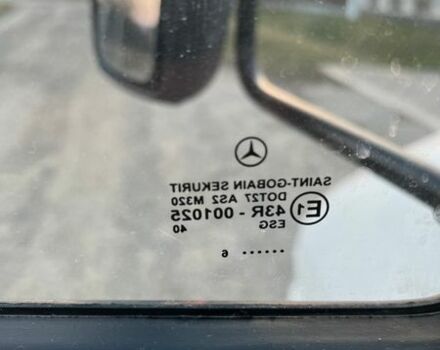 SAINT-GOBAIN SEKURIT
DOT27 AS2 M320
E1 43R - 001025
ESG
40
6 ......